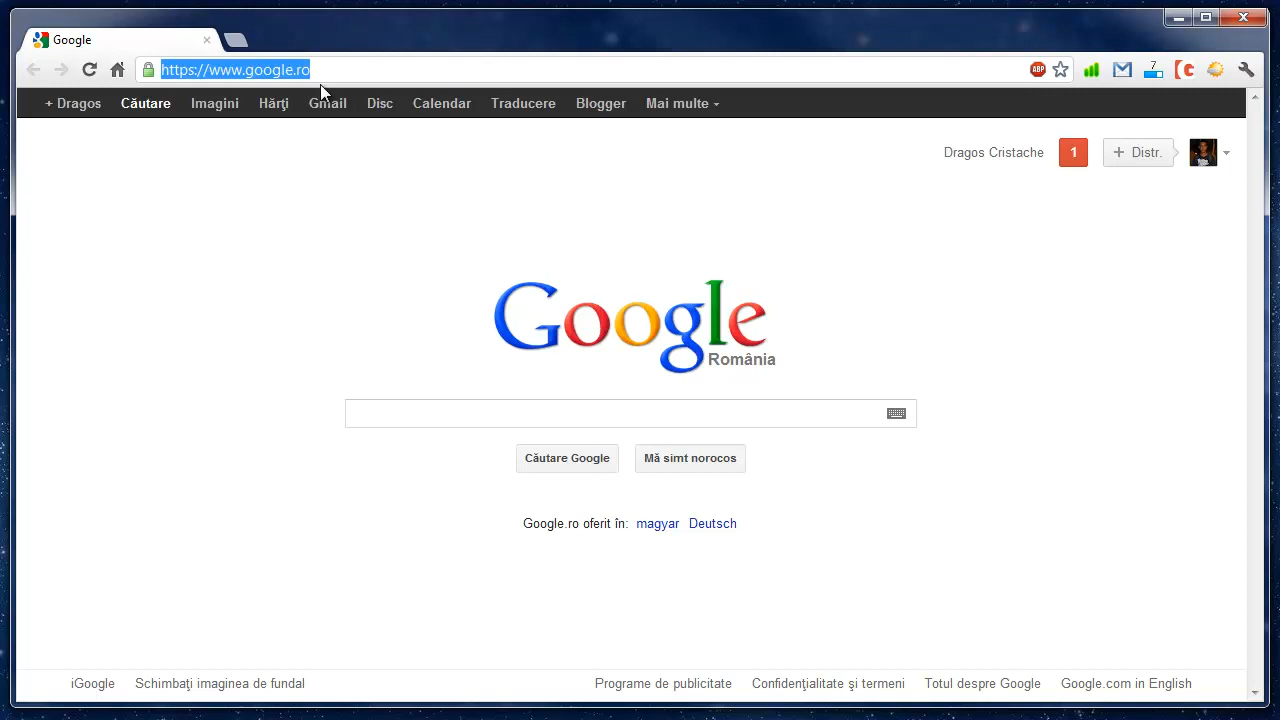 Google
https://www.google.ro
ABP
7
+ Dragos Căutare Imagini Hărţi Gmail Disc Calendar Traducere Blogger Mai multe
Dragos Cristache 1 + Distr.
Google
România
Căutare Google Mă simt norocos
Google.ro oferit în: magyar Deutsch
iGoogle Schimbaţi imaginea de fundal Programe de publicitate Confidenţialitate şi termeni Totul despre Google Google.com in English